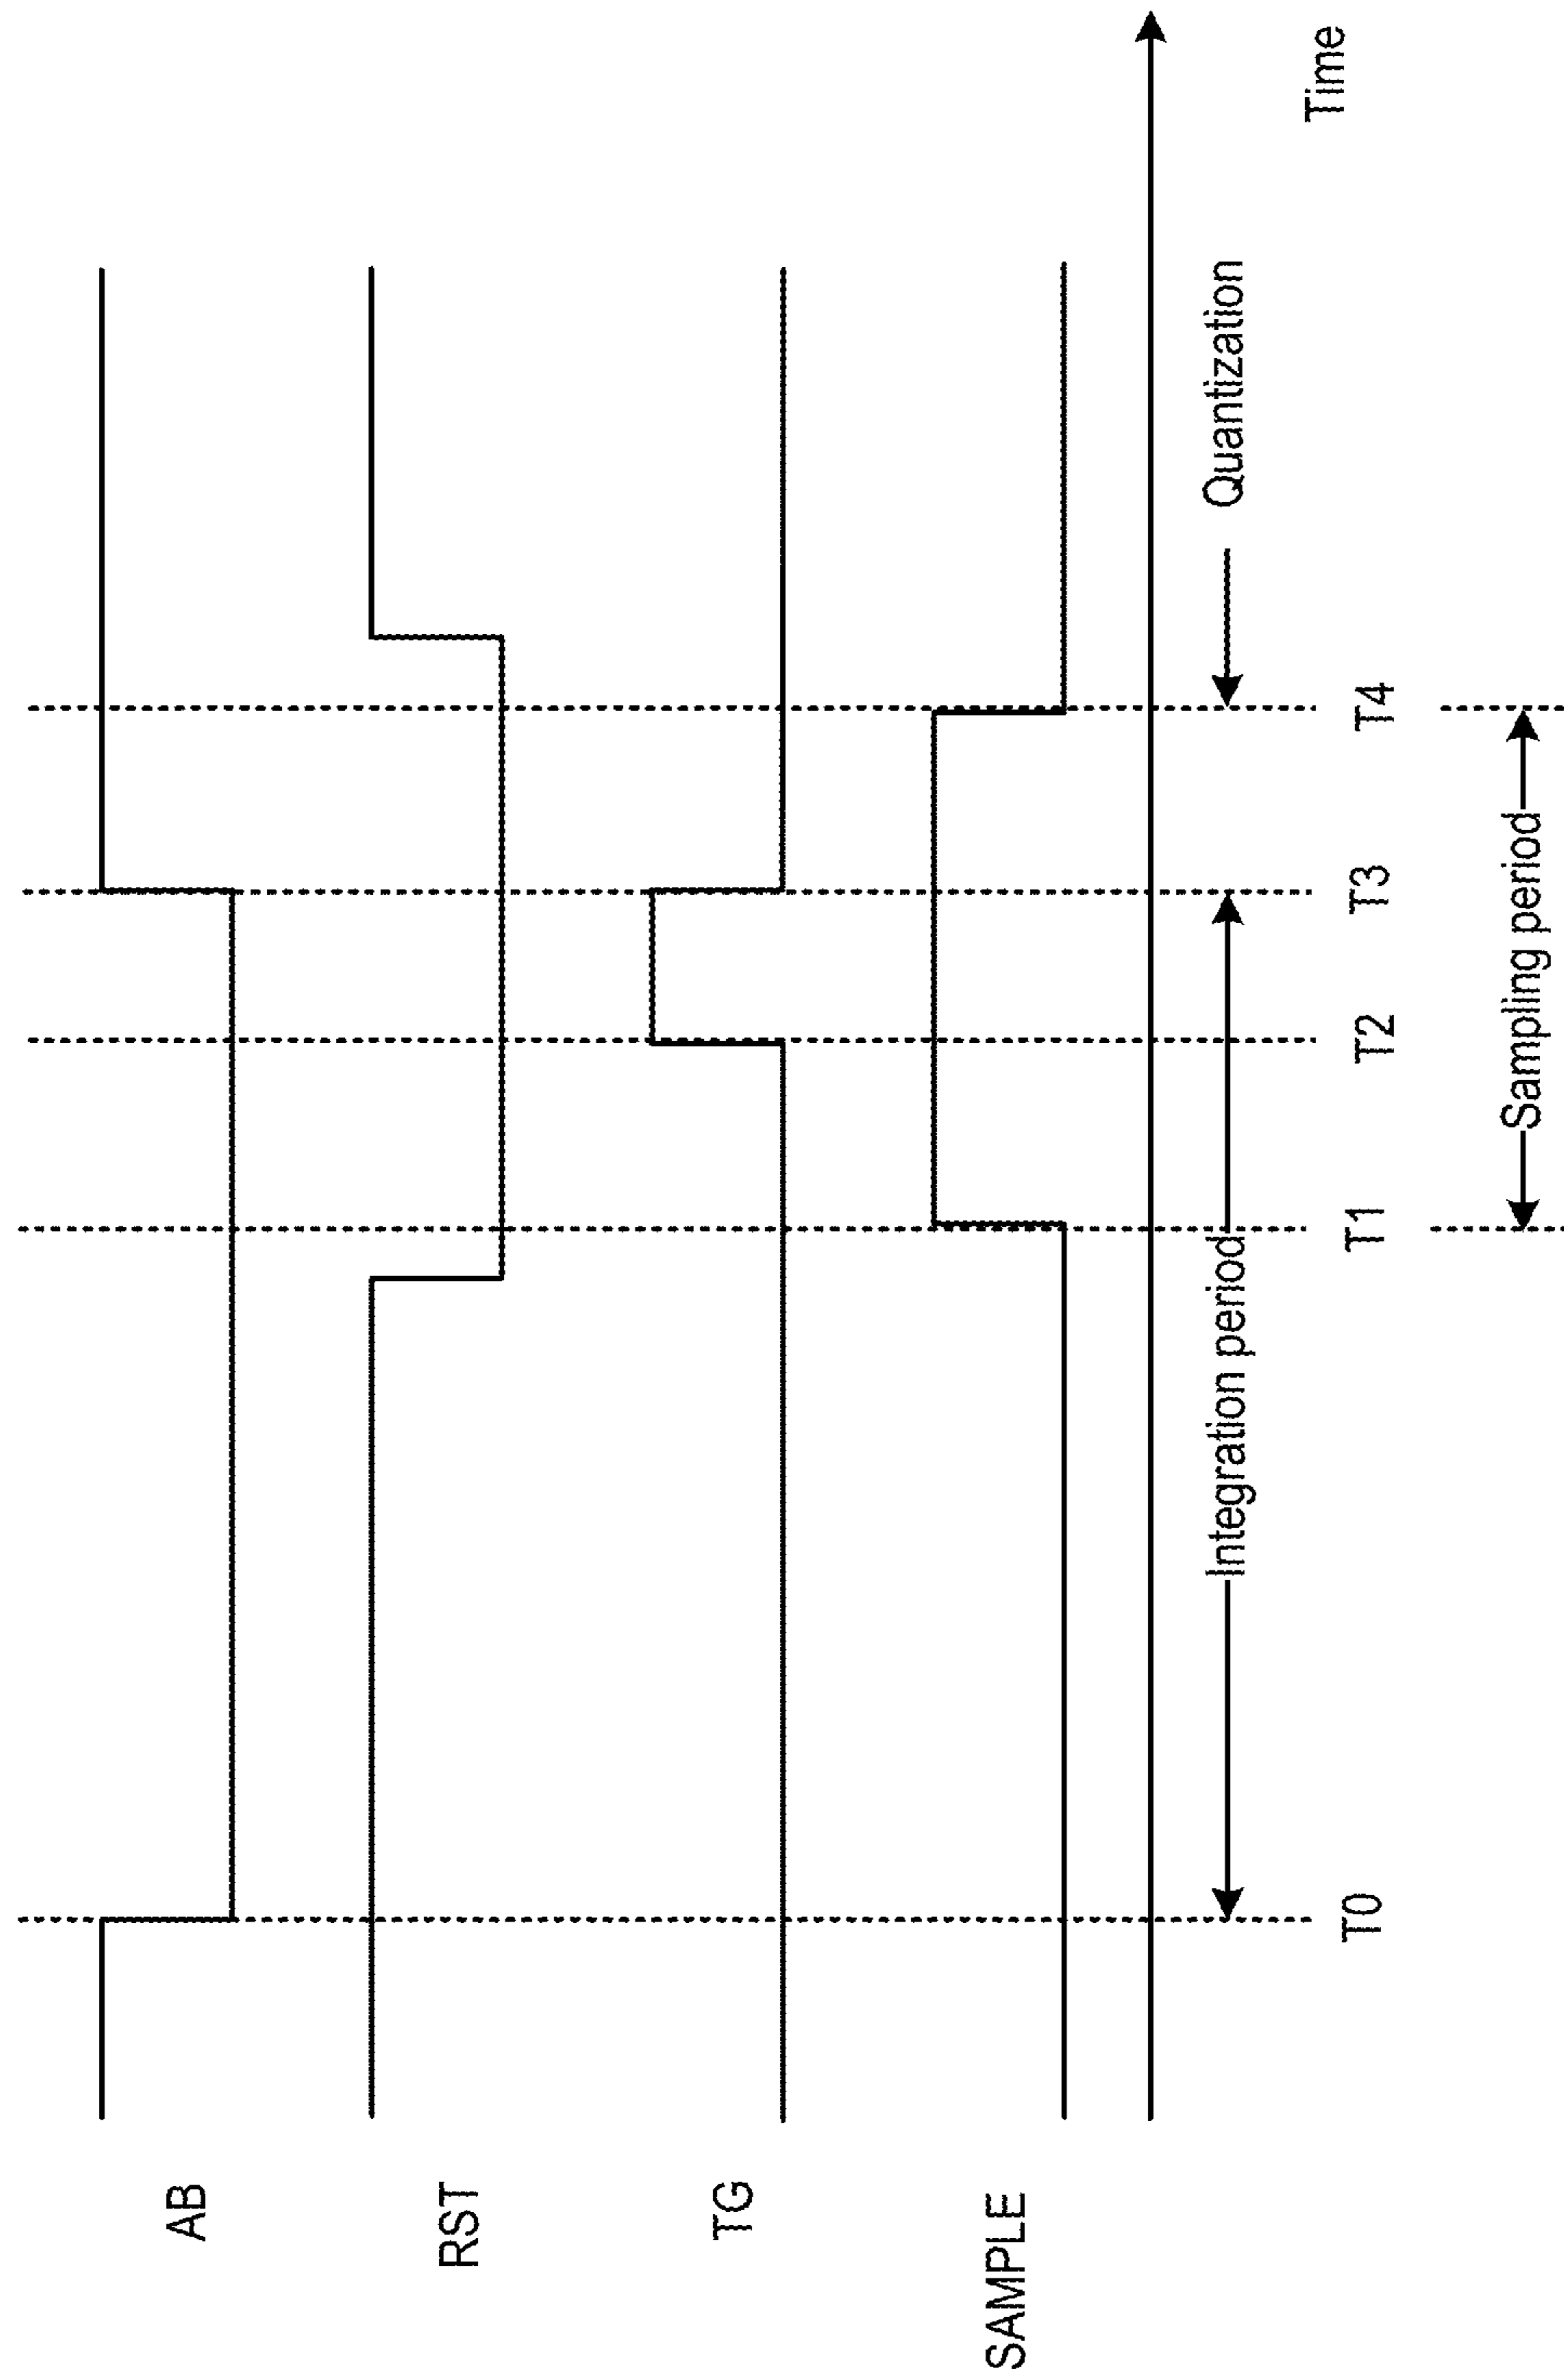 AB
RST
TG
SAMPLE
Time
Integration period
Quantization
T0
T1
T2
T3
T4
Sampling period